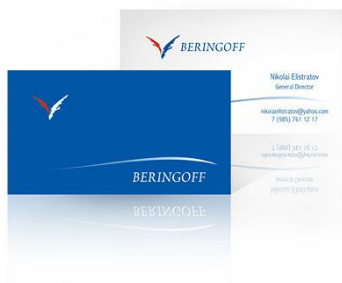 BERINGOFF
Nikolai Elistratov
General Director
nikolaielistratov@yahoo.com
7 (985) 761 12 17
BERINGOFF